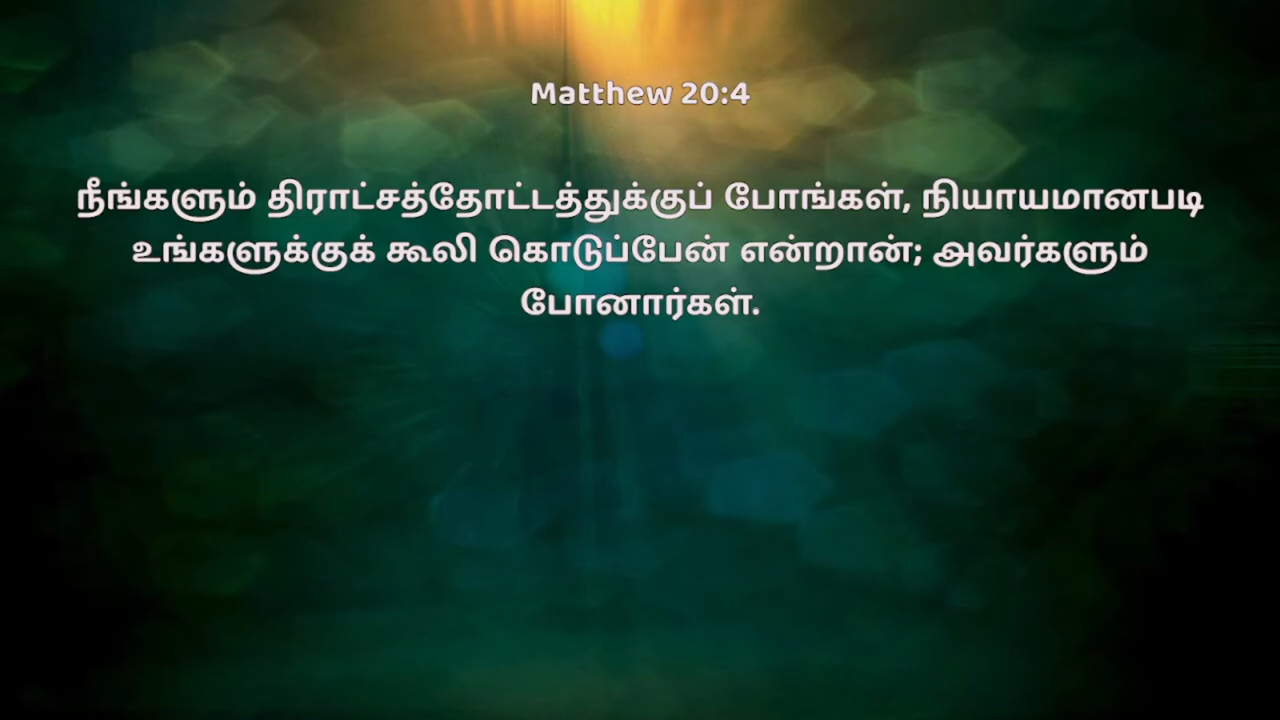 Matthew 20:4
நீங்களும் திராட்சத்தோட்டத்துக்குப் போங்கள், நியாயமானபடி
உங்களுக்குக் கூலி கொடுப்பேன் என்றான்; அவர்களும்
போனார்கள்.